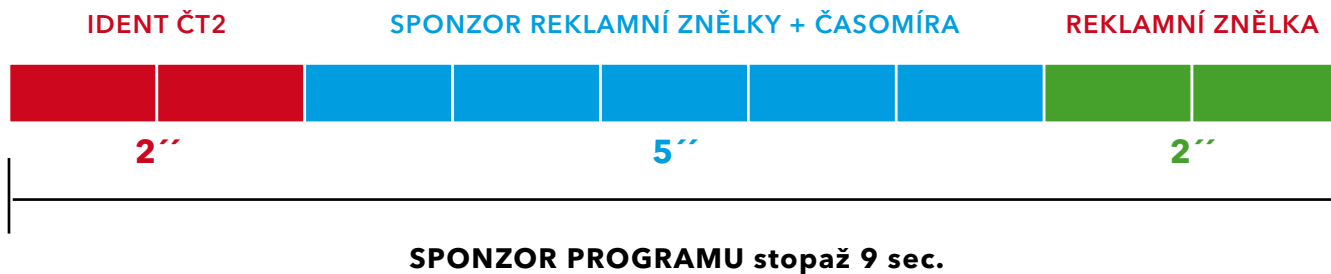 IDENT ČT2 SPONZOR REKLAMNÍ ZNĚLKY + ČASOMÍRA REKLAMNÍ ZNĚLKA
2´´ 5´´ 2´´
SPONZOR PROGRAMU stopaž 9 sec.